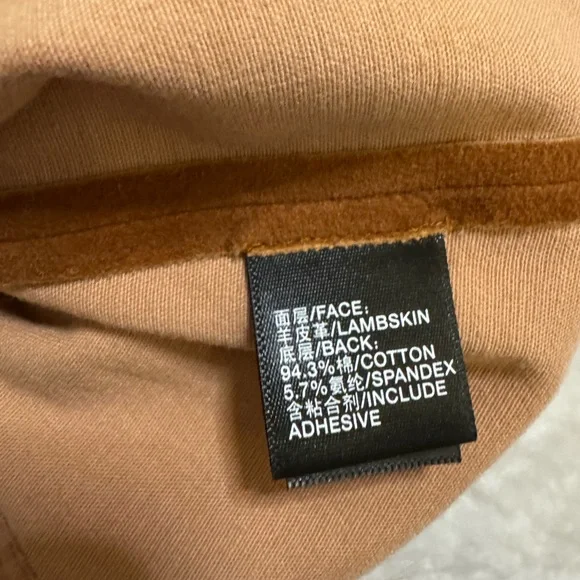 面层/FACE:
羊皮革/LAMBSKIN
底层/BACK:
94.3%棉/COTTON
5.7%氨纶/SPANDEX
含粘合剂/INCLUDE
ADHESIVE